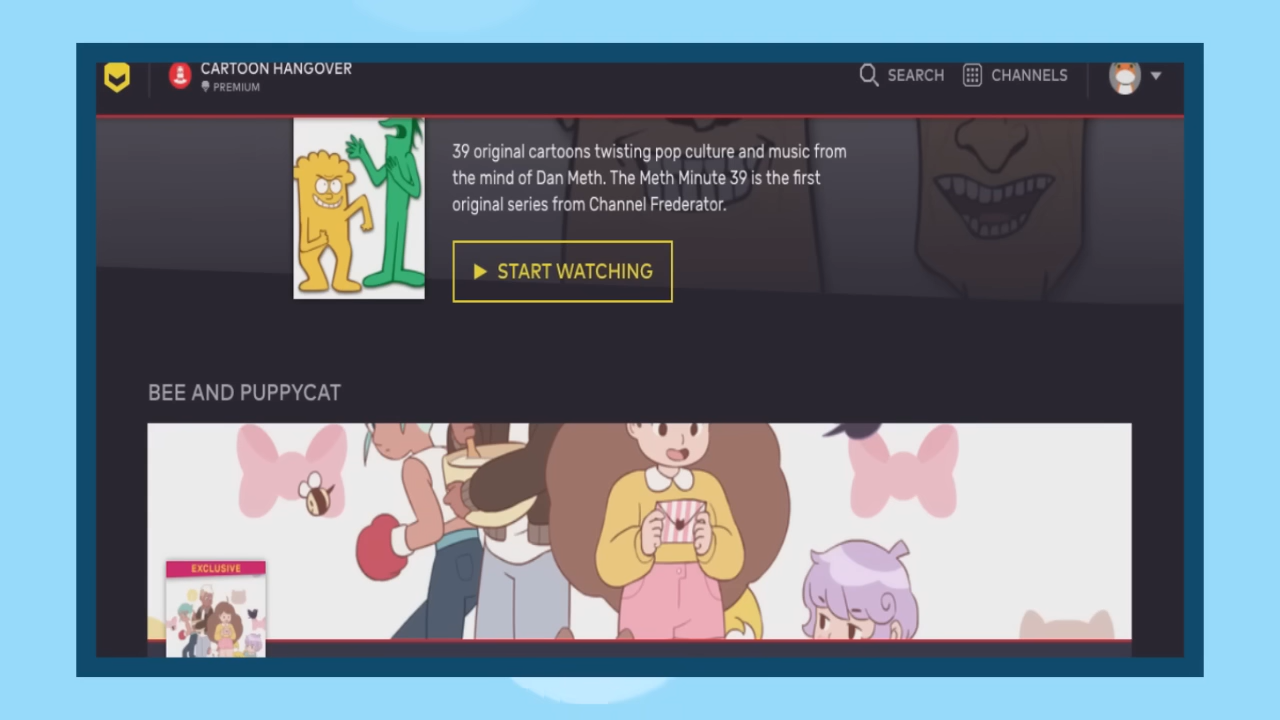 CARTOON HANGOVER
PREMIUM
SEARCH
CHANNELS
39 original cartoons twisting pop culture and music from
the mind of Dan Meth. The Meth Minute 39 is the first
original series from Channel Frederator.
START WATCHING
BEE AND PUPPYCAT
EXCLUSIVE